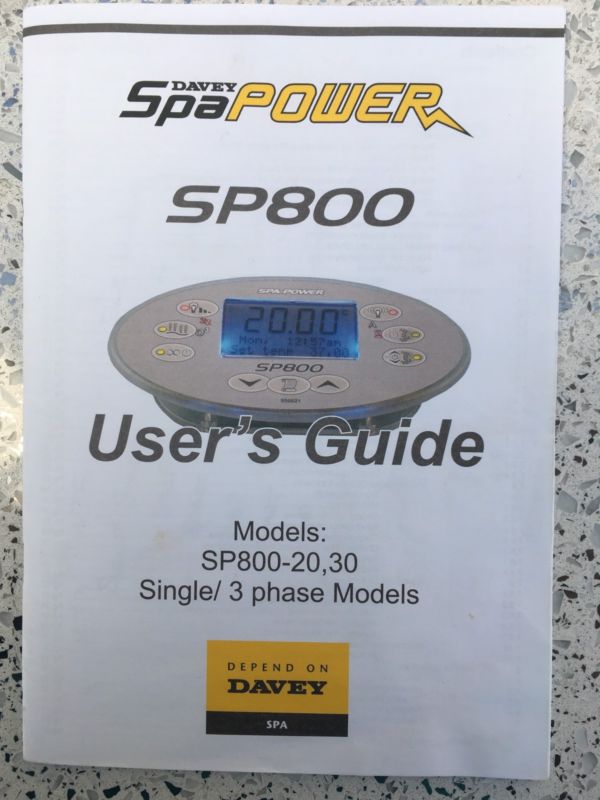 DAVEY
SpaPOWER
SP800
SPA-POWER
20.00°
Mon, 12:57am
Set temp 37.00
SP800
User's Guide
Models:
SP800-20,30
Single/ 3 phase Models
DEPEND ON
DAVEY
SPA